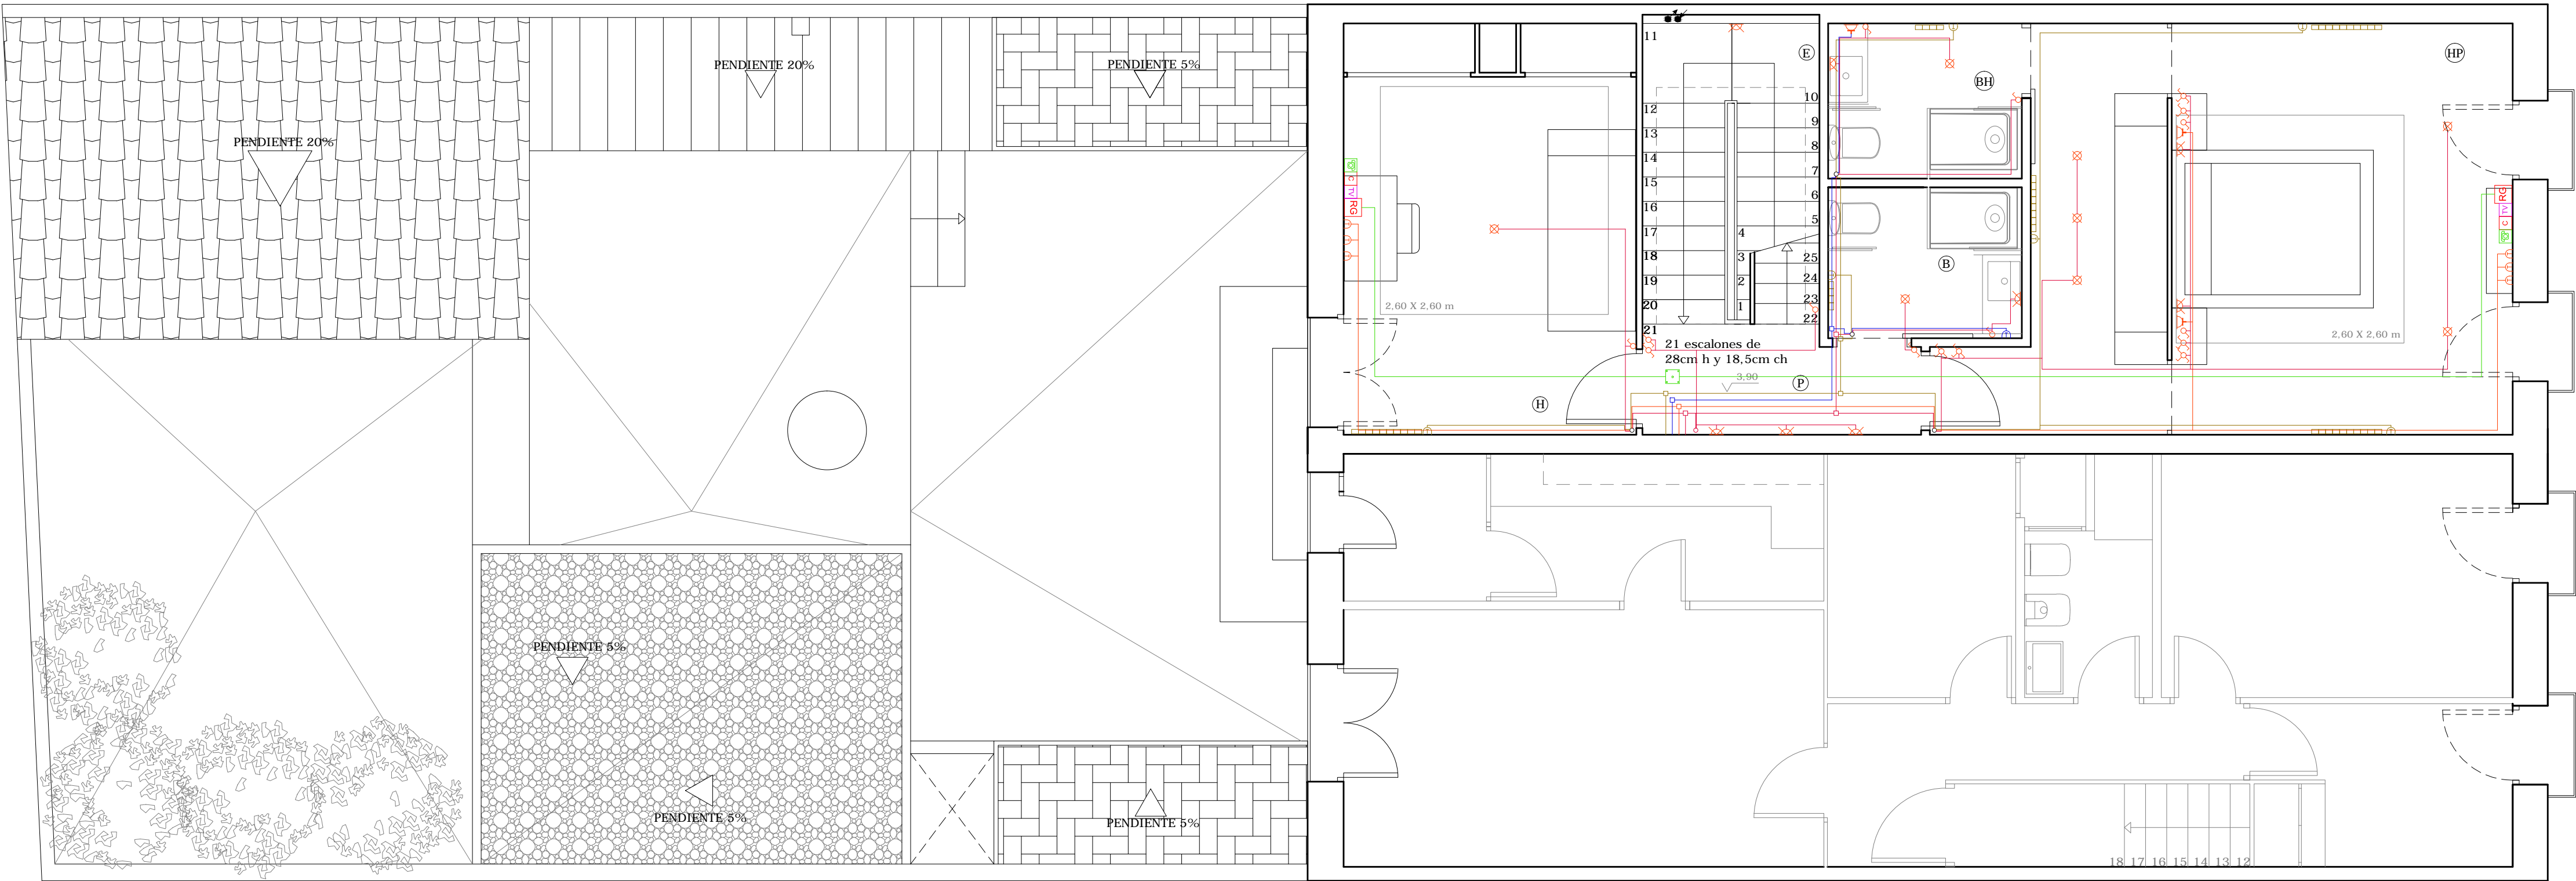 PENDIENTE 20%
PENDIENTE 20%
PENDIENTE 5%
PENDIENTE 5%
PENDIENTE 5%
PENDIENTE 5%
C
TV
RG
2,60 X 2,60 m
H
11
12
13
14
15
16
17
18
19
20
21
E
10
9
8
7
6
5
4
3
2
1
25
24
23
22
21 escalones de
28cm h y 18,5cm ch
3,90
P
BH
B
HP
RG
TV
C
2,60 X 2,60 m
18 17 16 15 14 13 12